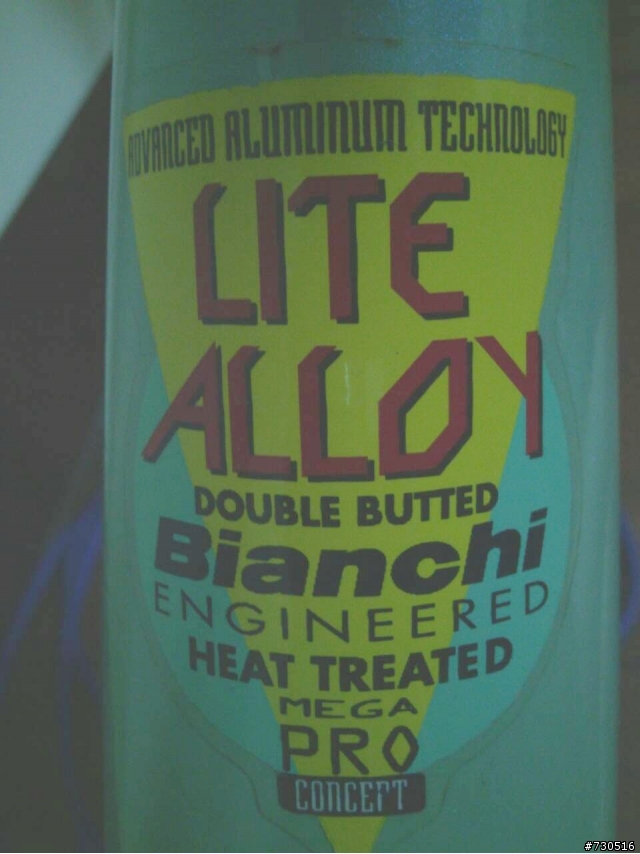 ADVANCED ALUMINUM TECHNOLOGY
LITE
ALLOY
DOUBLE BUTTED
Bianchi
ENGINEERED
HEAT TREATED
MEGA
PRO
CONCEPT
#730516